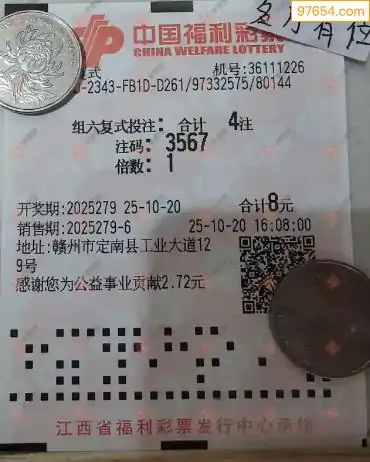 97654.com
中国福利彩票
CHINA WELFARE LOTTERY
式
机号:36111226
-2343-FB1D-D261/97332575/80144
组六复式投注: 合计 4注
注码: 3567
倍数: 1
开奖期:2025279 25-10-20 合计8元
销售期:2025279-6 25-10-20 16:08:00
地址:赣州市定南县工业大道12
9号
感谢您为公益事业贡献2.72元
江西省福利彩票发行中心承销